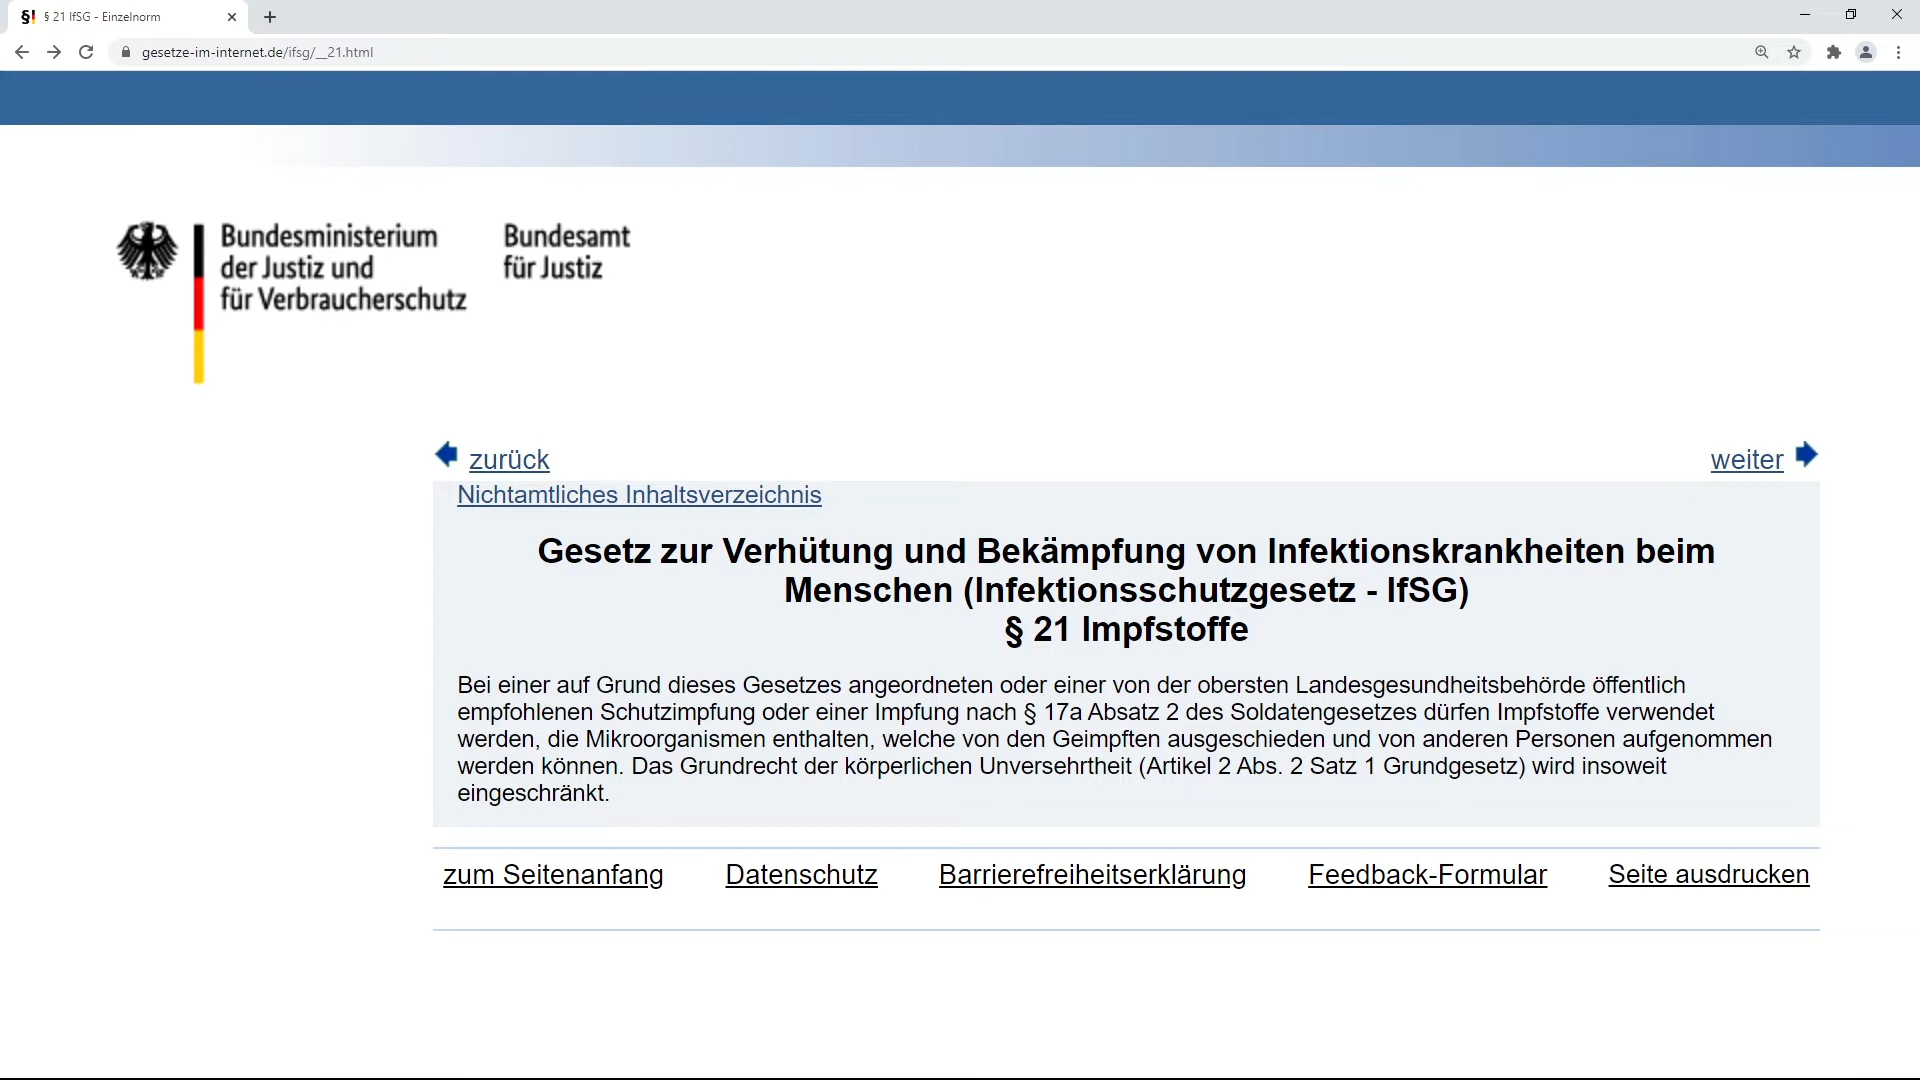 § 21 IfSG - Einzelnorm
gesetze-im-internet.de/ifsg/__21.html
Bundesministerium
der Justiz und
für Verbraucherschutz
Bundesamt
für Justiz
zurück
weiter
Nichtamtliches Inhaltsverzeichnis
Gesetz zur Verhütung und Bekämpfung von Infektionskrankheiten beim
Menschen (Infektionsschutzgesetz - IfSG)
§ 21 Impfstoffe
Bei einer auf Grund dieses Gesetzes angeordneten oder einer von der obersten Landesgesundheitsbehörde öffentlich
empfohlenen Schutzimpfung oder einer Impfung nach § 17a Absatz 2 des Soldatengesetzes dürfen Impfstoffe verwendet
werden, die Mikroorganismen enthalten, welche von den Geimpften ausgeschieden und von anderen Personen aufgenommen
werden können. Das Grundrecht der körperlichen Unversehrtheit (Artikel 2 Abs. 2 Satz 1 Grundgesetz) wird insoweit
eingeschränkt.
zum Seitenanfang Datenschutz Barrierefreiheitserklärung Feedback-Formular Seite ausdrucken